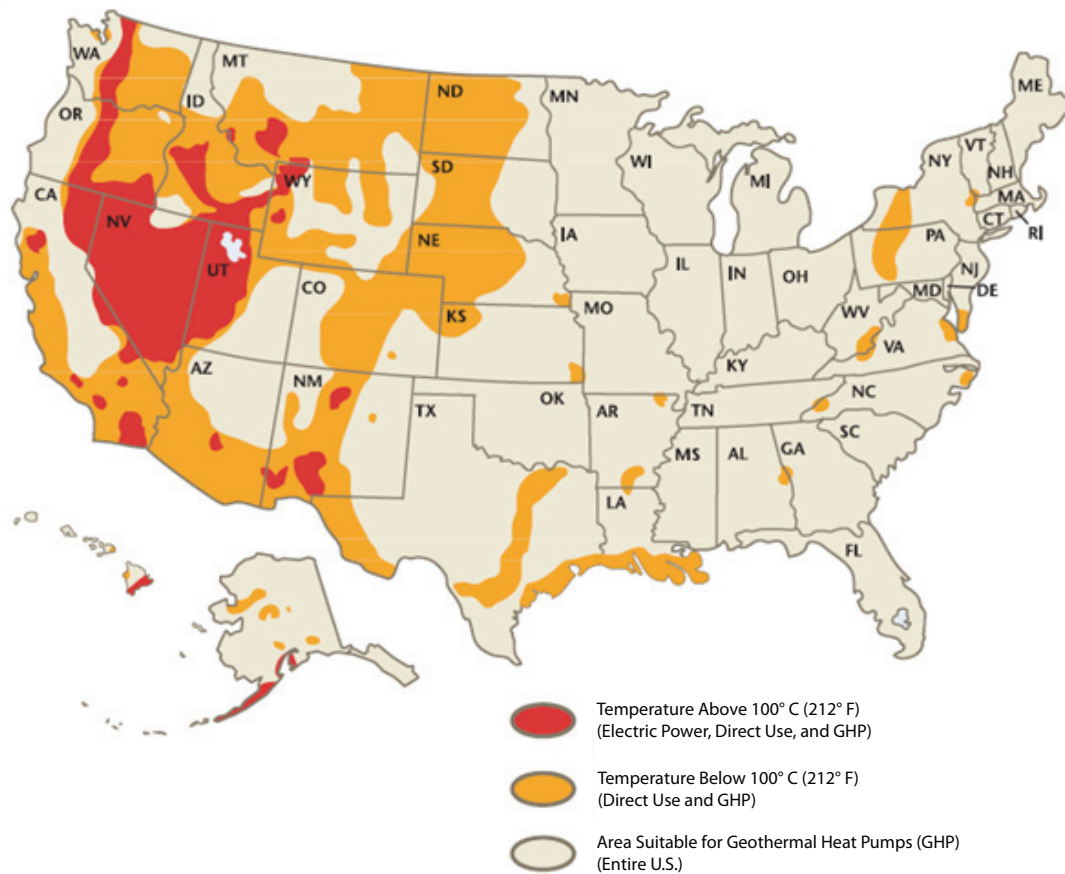 WA
MT
ND
MN
ME
OR
ID
VT
NY
WI
SD
MI
NH
WY
MA
CA
CT
RI
NV
IA
PA
NE
UT
IL
IN
OH
NJ
CO
MD
DE
MO
KS
WV
VA
KY
AZ
NM
OK
NC
TX
AR
TN
SC
MS
AL
GA
LA
FL
Temperature Above 100° C (212° F)
(Electric Power, Direct Use, and GHP)
Temperature Below 100° C (212° F)
(Direct Use and GHP)
Area Suitable for Geothermal Heat Pumps (GHP)
(Entire U.S.)